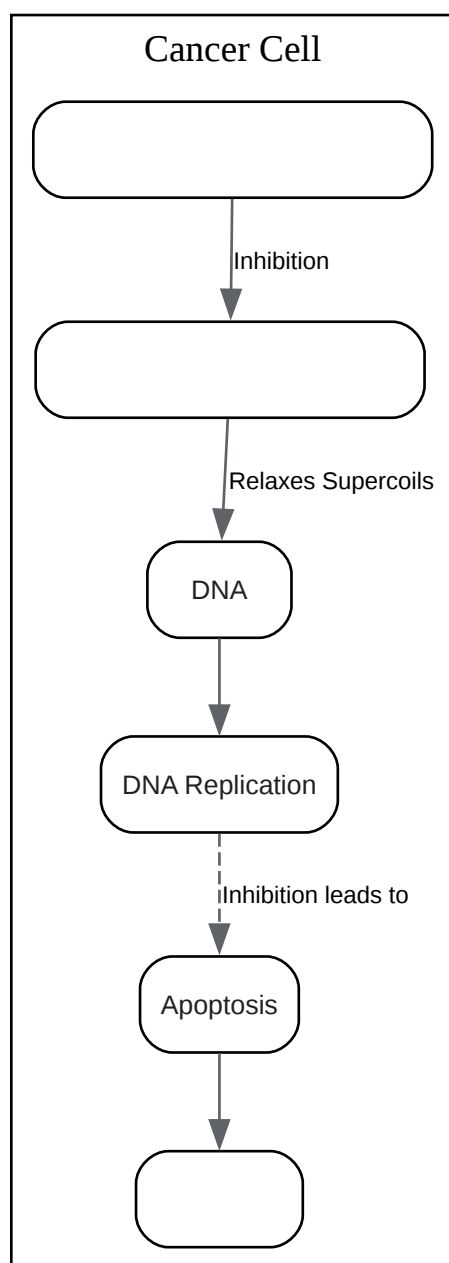 Cancer Cell
Inhibition
Relaxes Supercoils
DNA
DNA Replication
Inhibition leads to
Apoptosis